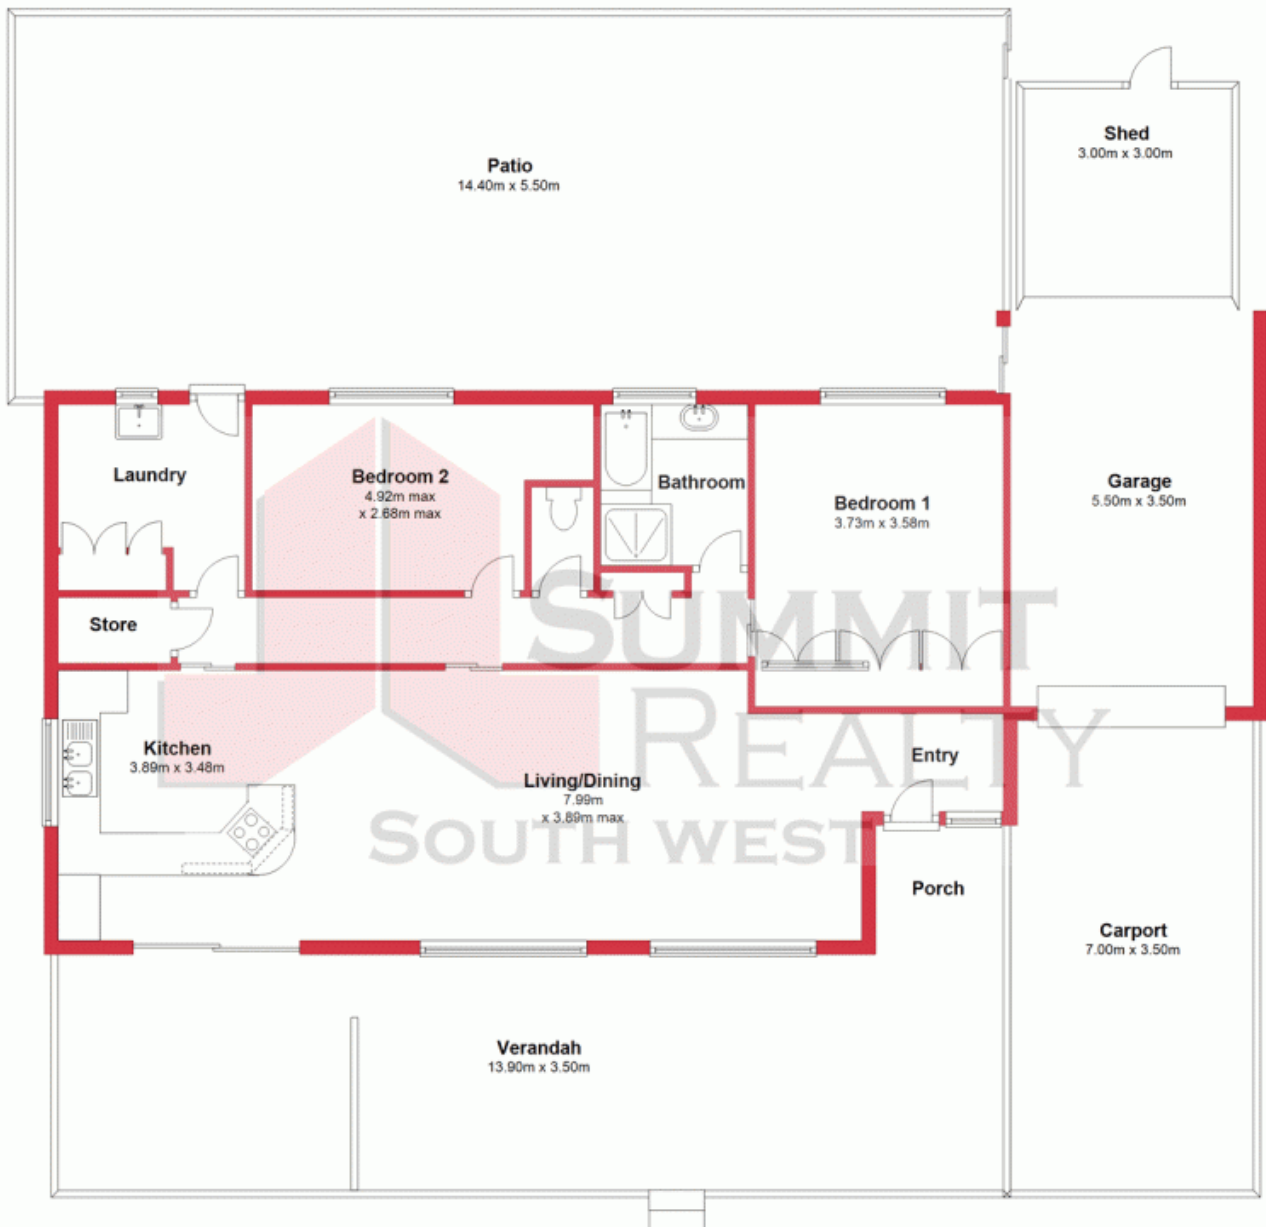 Patio
14.40m x 5.50m
Shed
3.00m x 3.00m
Laundry
Bedroom 2
4.92m max
x 2.68m max
Bathroom
Bedroom 1
3.73m x 3.58m
Garage
5.50m x 3.50m
Store
SUMMIT
REALTY
SOUTH WEST
Kitchen
3.89m x 3.48m
Living/Dining
7.99m
x 3.89m max
Entry
Porch
Carport
7.00m x 3.50m
Verandah
13.90m x 3.50m